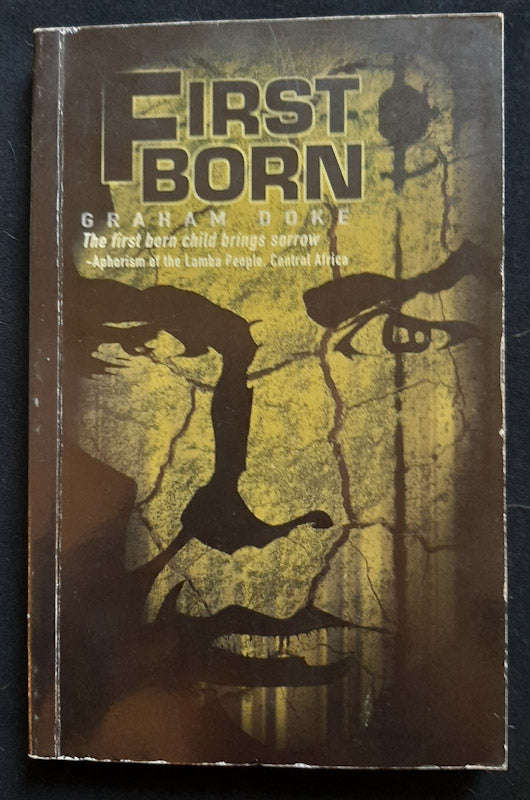 FIRST
BORN
GRAHAM DOKE
The first born child brings sorrow
~Aphorism of the Lamba People, Central Africa